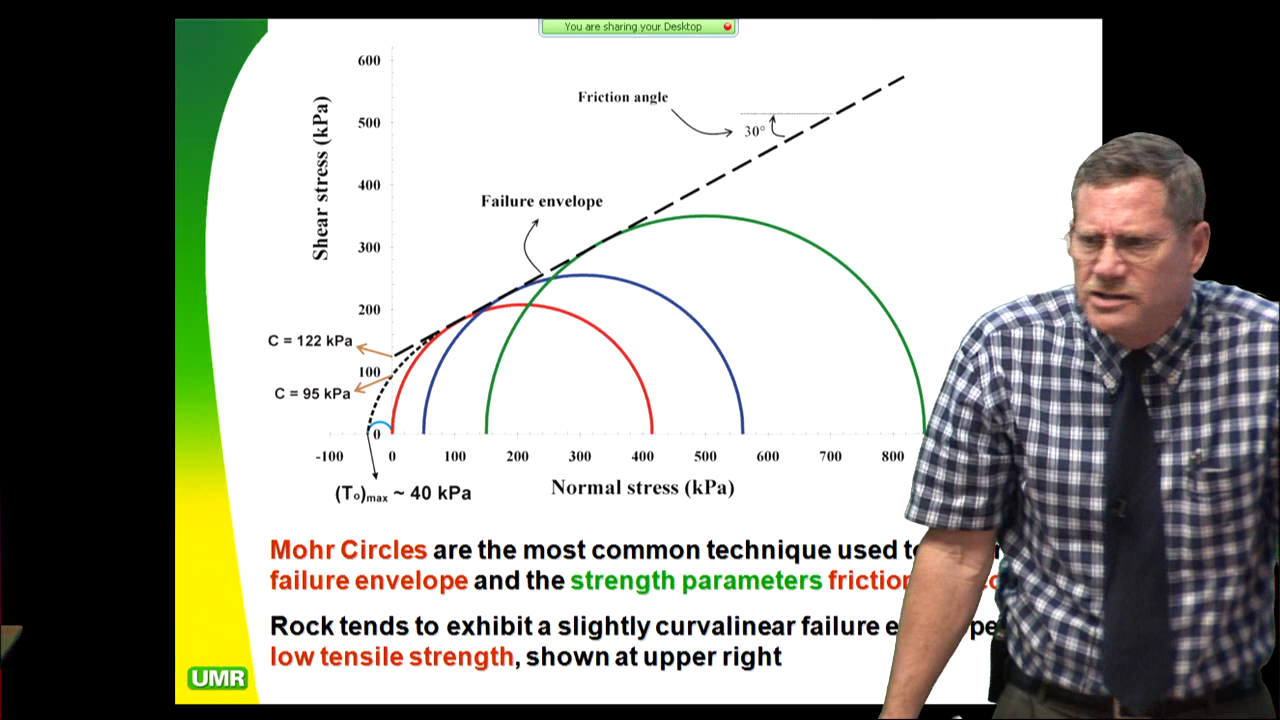 You are sharing your Desktop
600
500
400
300
200
100
0
Shear stress (kPa)
Friction angle
30°
Failure envelope
C = 122 kPa
C = 95 kPa
-100 0 100 200 300 400 500 600 700 800
(To)max ~ 40 kPa
Normal stress (kPa)
Mohr Circles are the most common technique used
failure envelope and the strength parameters
Rock tends to exhibit a slightly curvalinear failure
low tensile strength, shown at upper right
UMR